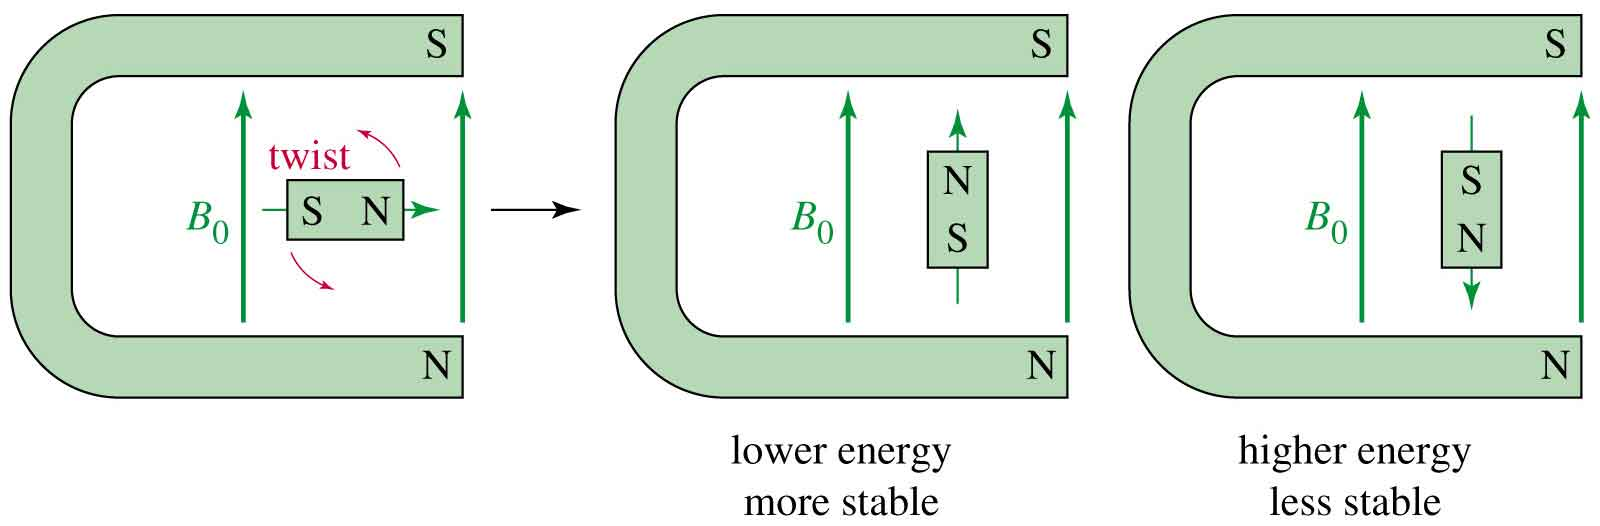 S
twist
B0
S N
N
S
B0
N
S
N
lower energy
more stable
S
B0
S
N
N
higher energy
less stable